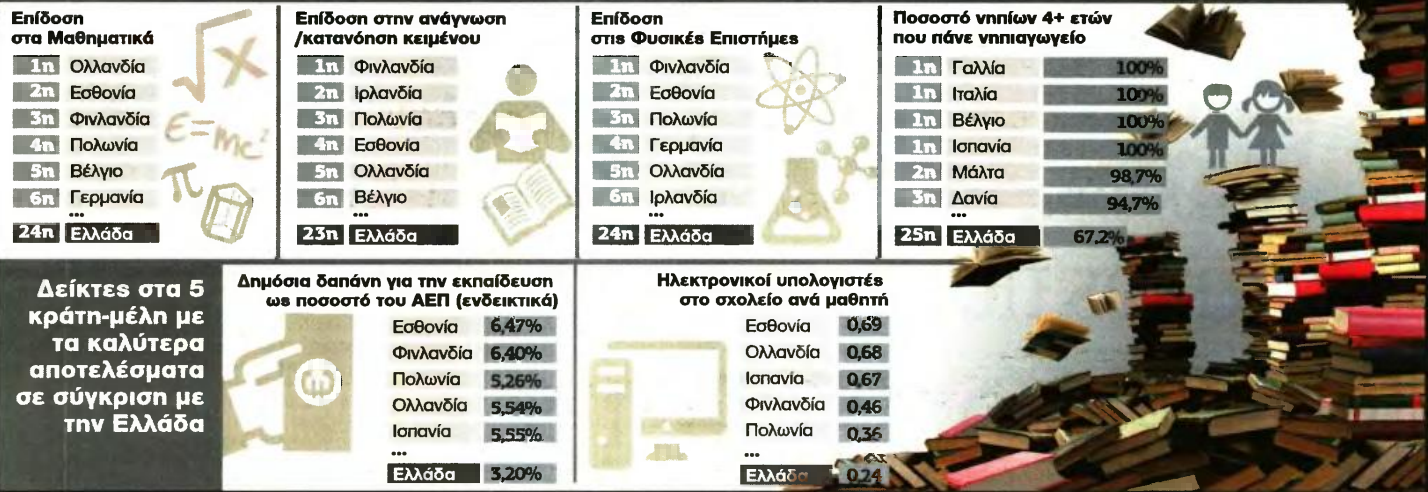 Επίδοση
στα Μαθηματικά
1η Ολλανδία
2η Εσθονία
3η Φινλανδία
4η Πολωνία
5η Βέλγιο
6η Γερμανία
...
24η Ελλάδα
√x
E=mc²
π
Επίδοση στην ανάγνωση
/κατανόηση κειμένου
1η Φινλανδία
2η Ιρλανδία
3η Πολωνία
4η Εσθονία
5η Ολλανδία
6η Βέλγιο
...
23η Ελλάδα
Επίδοση
στις Φυσικές Επιστήμες
1η Φινλανδία
2η Εσθονία
3η Πολωνία
4η Γερμανία
5η Ολλανδία
6η Ιρλανδία
...
24η Ελλάδα
Ποσοστό νηπίων 4+ ετών
που πάνε νηπιαγωγείο
1η Γαλλία 100%
1η Ιταλία 100%
1η Βέλγιο 100%
1η Ισπανία 100%
2η Μάλτα 98,7%
3η Δανία 94,7%
...
25η Ελλάδα 67,2%
Δείκτες στα 5
κράτη-μέλη με
τα καλύτερα
αποτελέσματα
σε σύγκριση με
την Ελλάδα
Δημόσια δαπάνη για την εκπαίδευση
ως ποσοστό του ΑΕΠ (ενδεικτικά)
Εσθονία 6,47%
Φινλανδία 6,40%
Πολωνία 5,26%
Ολλανδία 5,54%
Ισπανία 5,55%
...
Ελλάδα 3,20%
Ηλεκτρονικοί υπολογιστές
στο σχολείο ανά μαθητή
Εσθονία 0,69
Ολλανδία 0,68
Ισπανία 0,67
Φινλανδία 0,46
Πολωνία 0,36
...
Ελλάδα 0,24